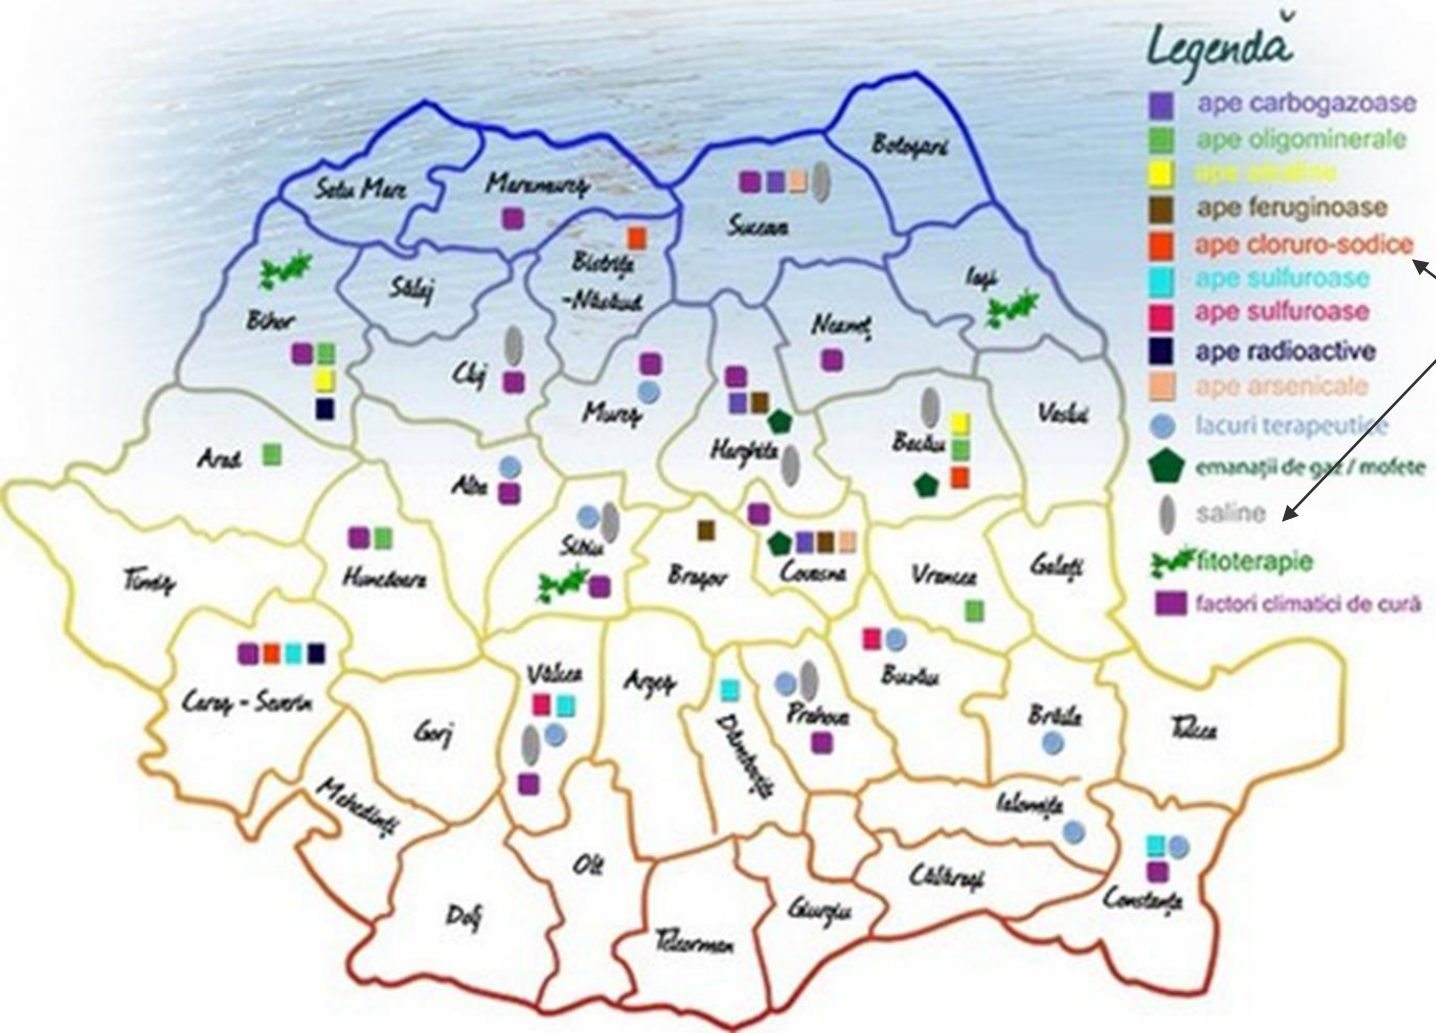 Legendă
ape carbogazoase
ape oligominerale
ape alcaline
ape feruginoase
ape cloruro-sodice
ape sulfuroase
ape sulfuroase
ape radioactive
ape arsenicale
lacuri terapeutice
emanații de gaz / mofete
saline
fitoterapie
factori climatici de cură
Botoșani
Satu Mare
Maramureș
Suceava
Bistrița
-Năsăud
Sălaj
Iași
Bihor
Neamț
Cluj
Mureș
Harghita
Bacău
Vaslui
Arad
Alba
Sibiu
Timiș
Hunedoara
Brașov
Covasna
Vrancea
Galați
Caraș - Severin
Gorj
Vâlcea
Argeș
Dâmbovița
Prahova
Buzău
Brăila
Tulcea
Mehedinți
Ialomița
Olt
Călărași
Constanța
Dolj
Teleorman
Giurgiu